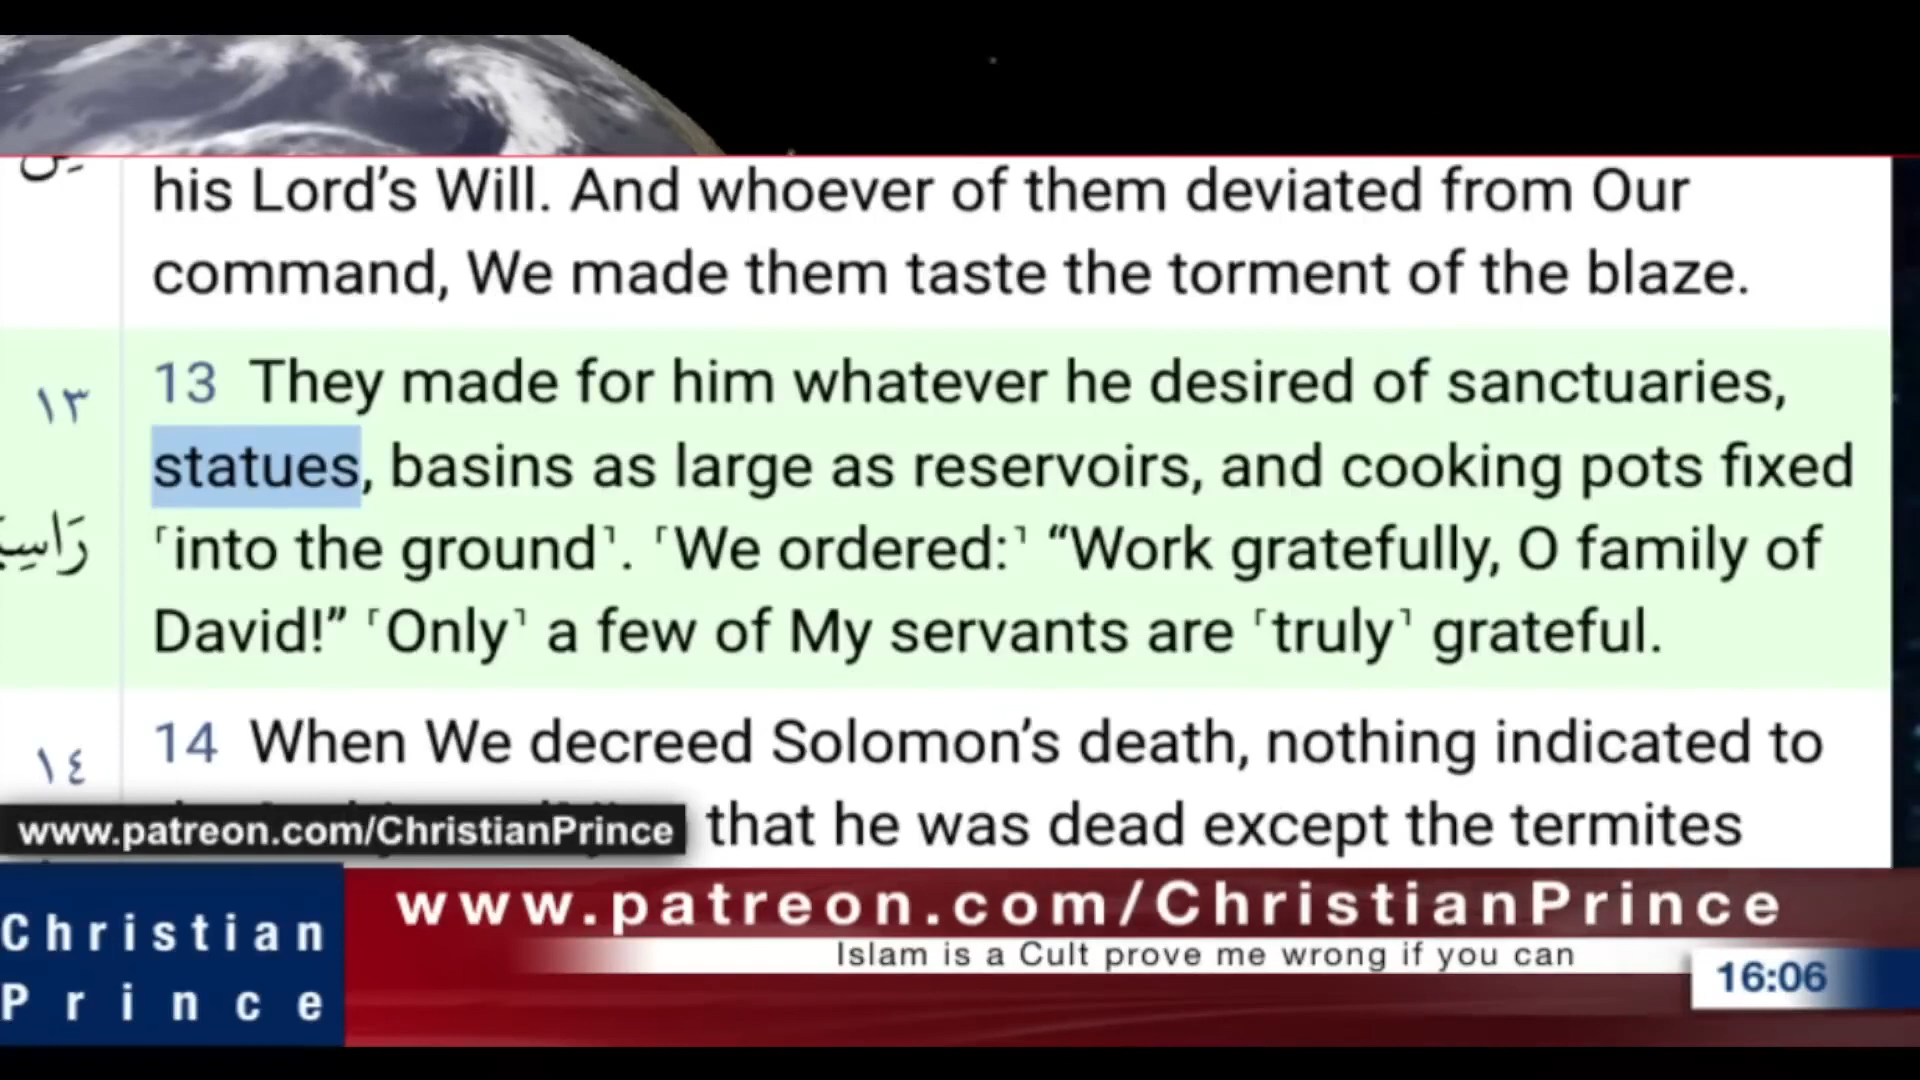 his Lord’s Will. And whoever of them deviated from Our
command, We made them taste the torment of the blaze.
١٣
13 They made for him whatever he desired of sanctuaries,
statues, basins as large as reservoirs, and cooking pots fixed
⸢into the ground⸣. ⸢We ordered:⸣ “Work gratefully, O family of
David!” ⸢Only⸣ a few of My servants are ⸢truly⸣ grateful.
١٤
14 When We decreed Solomon’s death, nothing indicated to
that he was dead except the termites
www.patreon.com/ChristianPrince
Christian
Prince
www.patreon.com/ChristianPrince
Islam is a Cult prove me wrong if you can
16:06